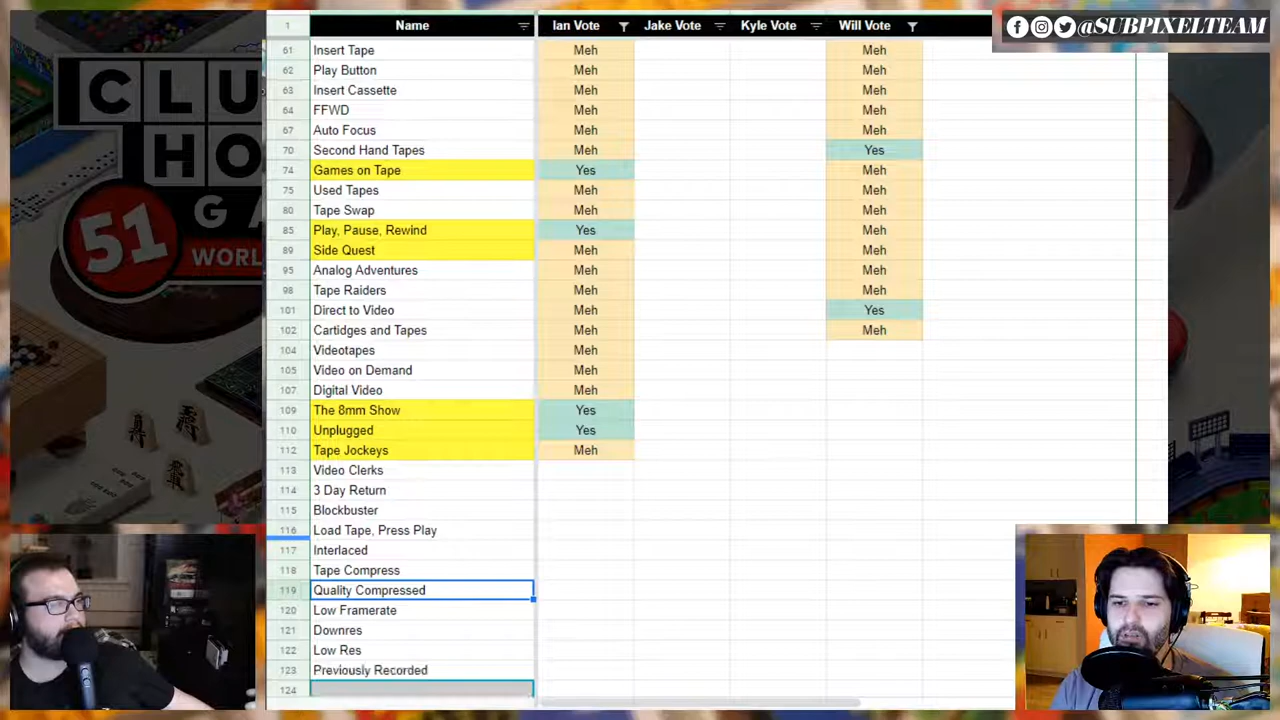 @SUBPIXELTEAM
1 Name Ian Vote Jake Vote Kyle Vote Will Vote
61 Insert Tape Meh Meh
62 Play Button Meh Meh
63 Insert Cassette Meh Meh
64 FFWD Meh Meh
67 Auto Focus Meh Meh
70 Second Hand Tapes Meh Yes
74 Games on Tape Yes Meh
75 Used Tapes Meh Meh
80 Tape Swap Meh Meh
85 Play, Pause, Rewind Yes Meh
89 Side Quest Meh Meh
95 Analog Adventures Meh Meh
98 Tape Raiders Meh Meh
101 Direct to Video Meh Yes
102 Cartidges and Tapes Meh Meh
104 Videotapes Meh
105 Video on Demand Meh
107 Digital Video Meh
109 The 8mm Show Yes
110 Unplugged Yes
112 Tape Jockeys Meh
113 Video Clerks
114 3 Day Return
115 Blockbuster
116 Load Tape, Press Play
117 Interlaced
118 Tape Compress
119 Quality Compressed
120 Low Framerate
121 Downres
122 Low Res
123 Previously Recorded
124
CLU
HO
GA
51
WORL